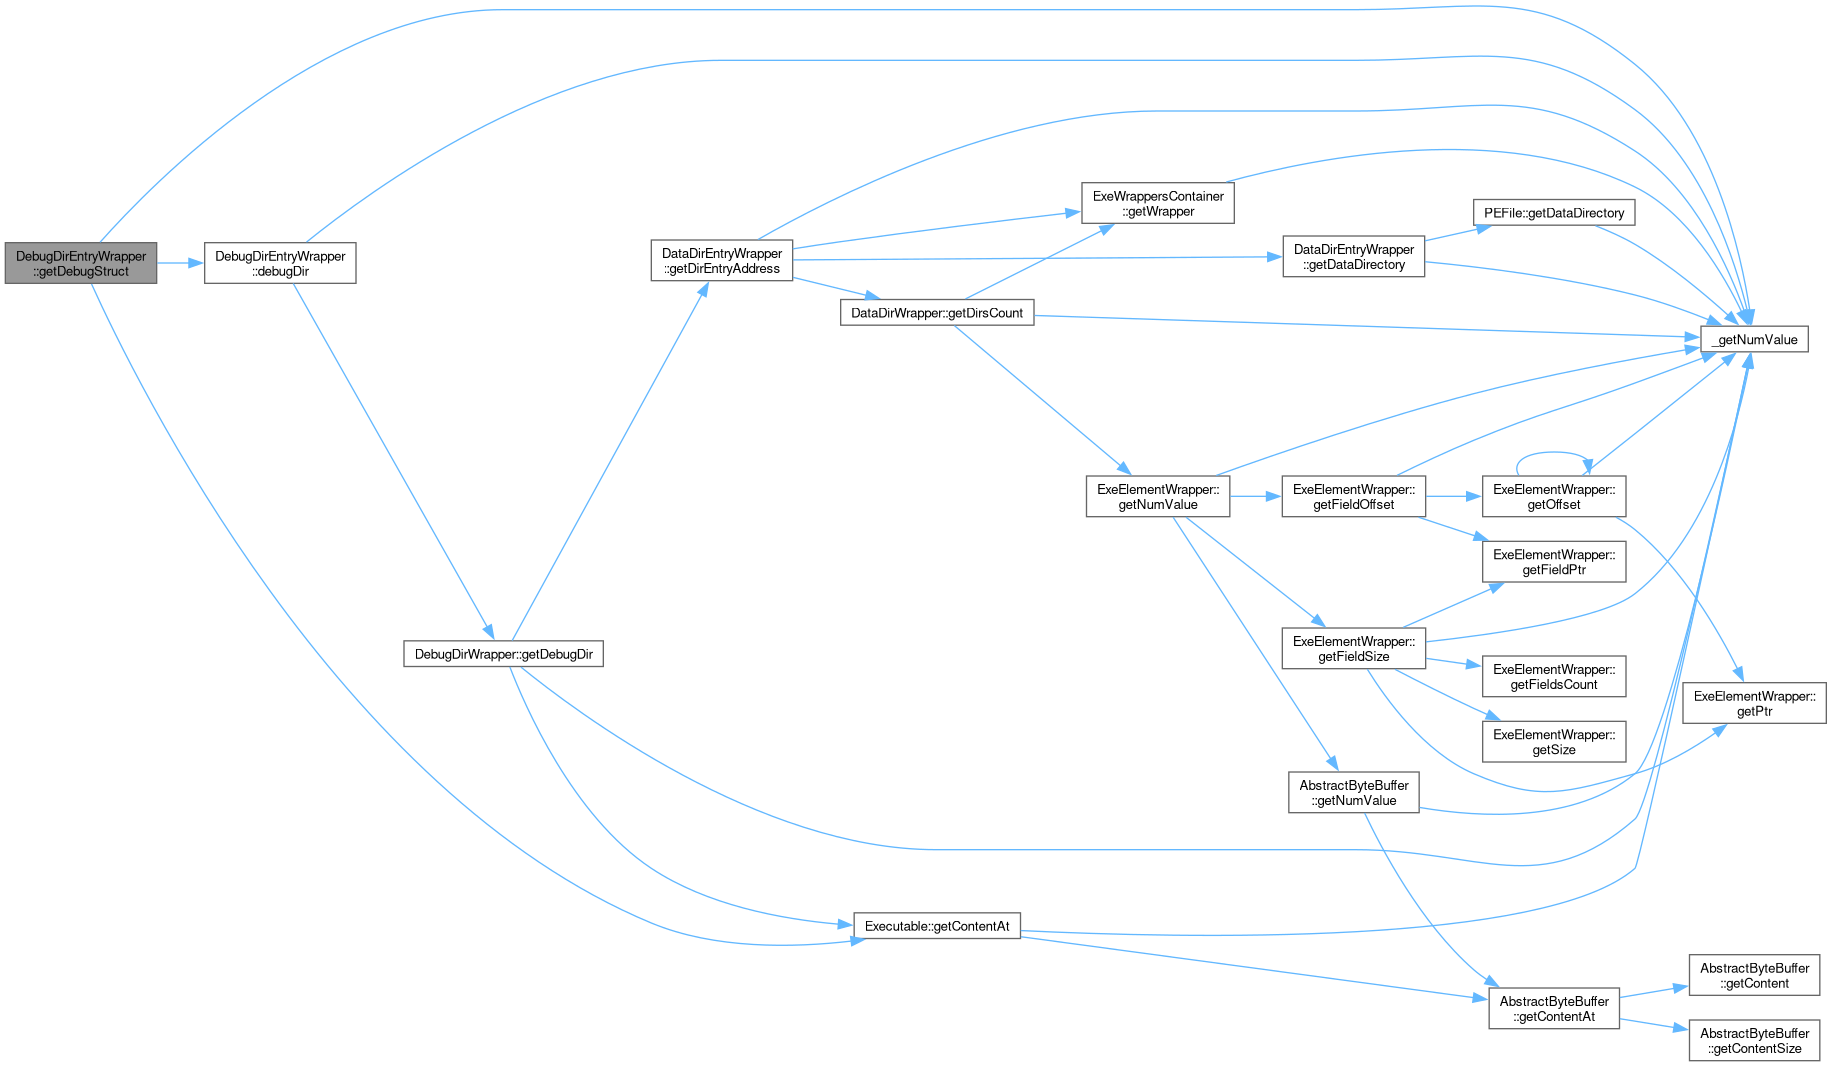 DebugDirEntryWrapper
::getDebugStruct
DebugDirEntryWrapper
::debugDir
DebugDirWrapper::getDebugDir
DataDirEntryWrapper
::getDirEntryAddress
DataDirWrapper::getDirsCount
Executable::getContentAt
ExeWrappersContainer
::getWrapper
ExeElementWrapper::
getNumValue
DataDirEntryWrapper
::getDataDirectory
ExeElementWrapper::
getFieldOffset
ExeElementWrapper::
getFieldSize
AbstractByteBuffer
::getNumValue
PEFile::getDataDirectory
ExeElementWrapper::
getOffset
ExeElementWrapper::
getFieldPtr
ExeElementWrapper::
getFieldsCount
ExeElementWrapper::
getSize
AbstractByteBuffer
::getContentAt
_getNumValue
ExeElementWrapper::
getPtr
AbstractByteBuffer
::getContent
AbstractByteBuffer
::getContentSize